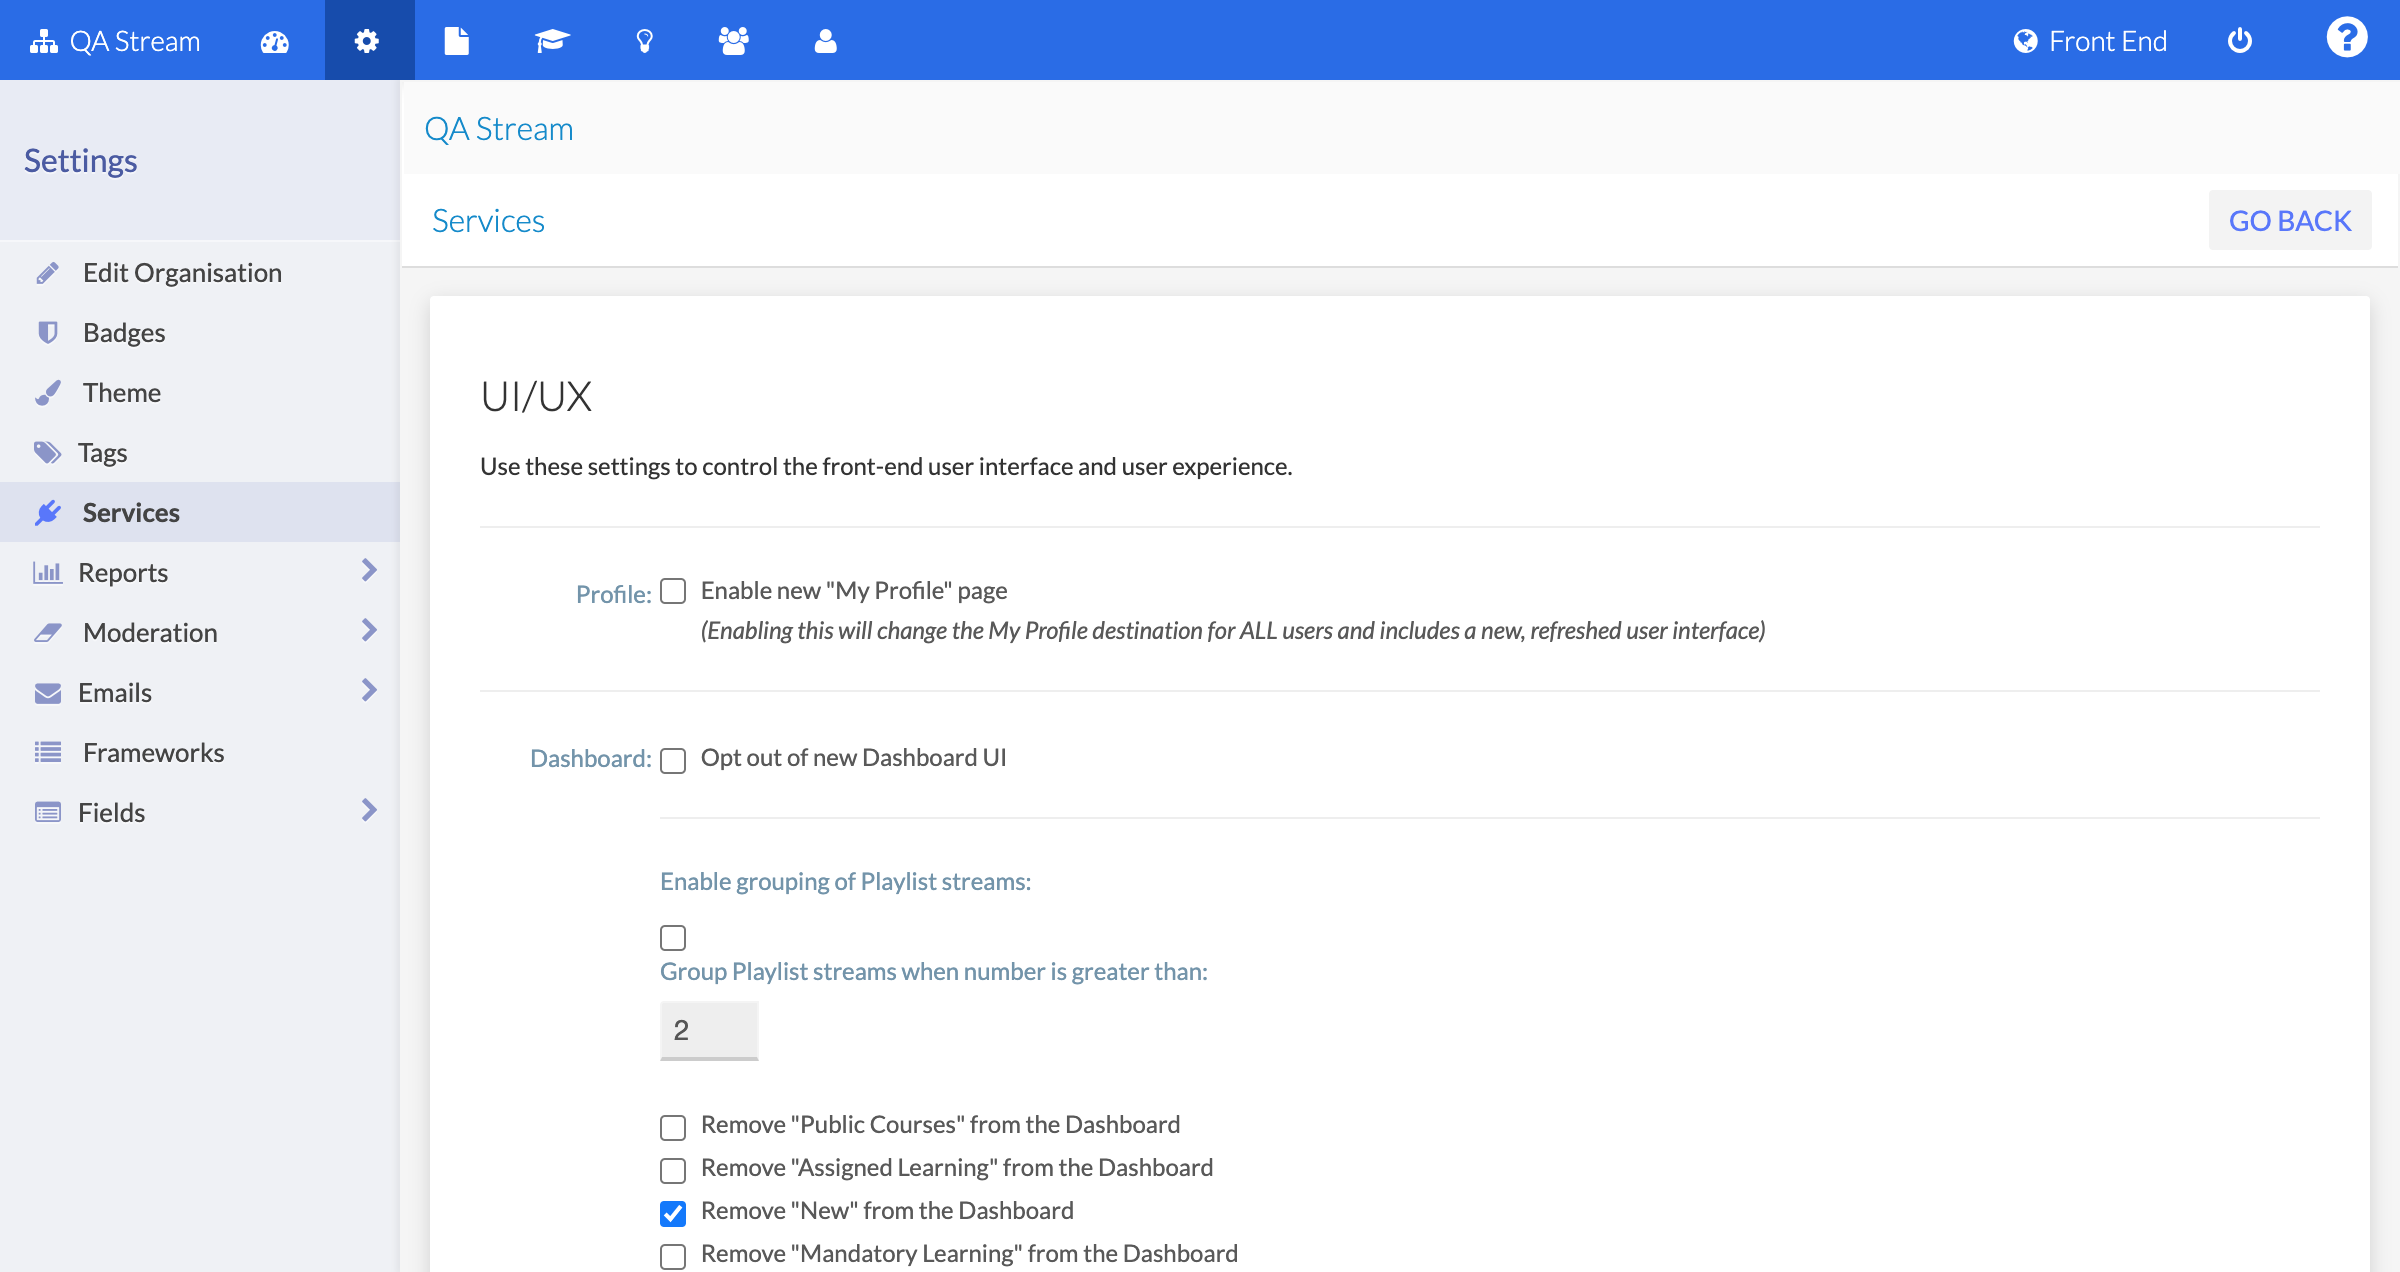 QA Stream
Front End
Settings
Edit Organisation
Badges
Theme
Tags
Services
Reports
Moderation
Emails
Frameworks
Fields
QA Stream
Services
GO BACK
UI/UX
Use these settings to control the front-end user interface and user experience.
Profile: Enable new "My Profile" page
(Enabling this will change the My Profile destination for ALL users and includes a new, refreshed user interface)
Dashboard: Opt out of new Dashboard UI
Enable grouping of Playlist streams:
Group Playlist streams when number is greater than:
2
Remove "Public Courses" from the Dashboard
Remove "Assigned Learning" from the Dashboard
Remove "New" from the Dashboard
Remove "Mandatory Learning" from the Dashboard